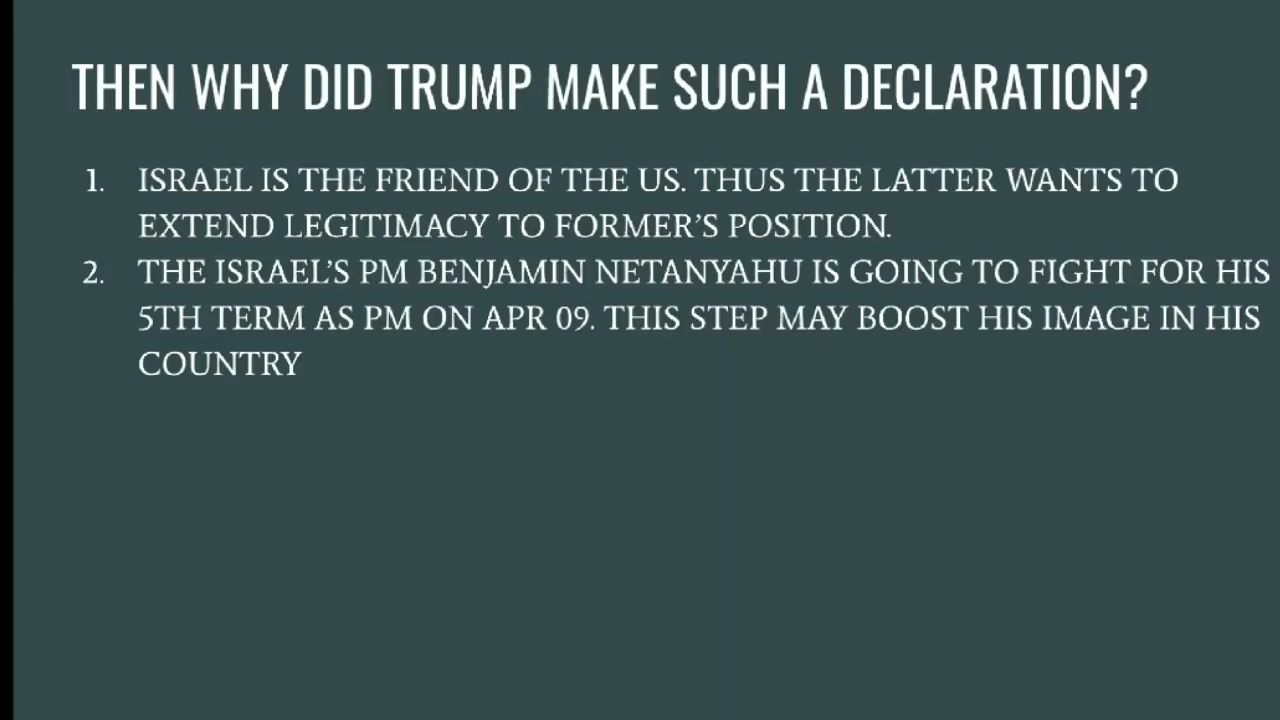 THEN WHY DID TRUMP MAKE SUCH A DECLARATION?
1. ISRAEL IS THE FRIEND OF THE US. THUS THE LATTER WANTS TO
EXTEND LEGITIMACY TO FORMER'S POSITION.
2. THE ISRAEL'S PM BENJAMIN NETANYAHU IS GOING TO FIGHT FOR HIS
5TH TERM AS PM ON APR 09. THIS STEP MAY BOOST HIS IMAGE IN HIS
COUNTRY